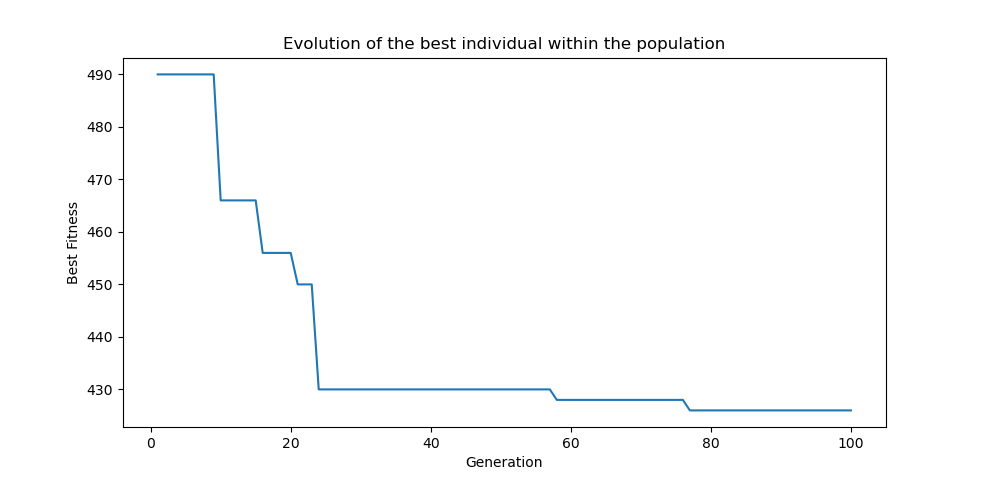 Evolution of the best individual within the population
490
480
470
460
450
440
430
Best Fitness
0 20 40 60 80 100
Generation